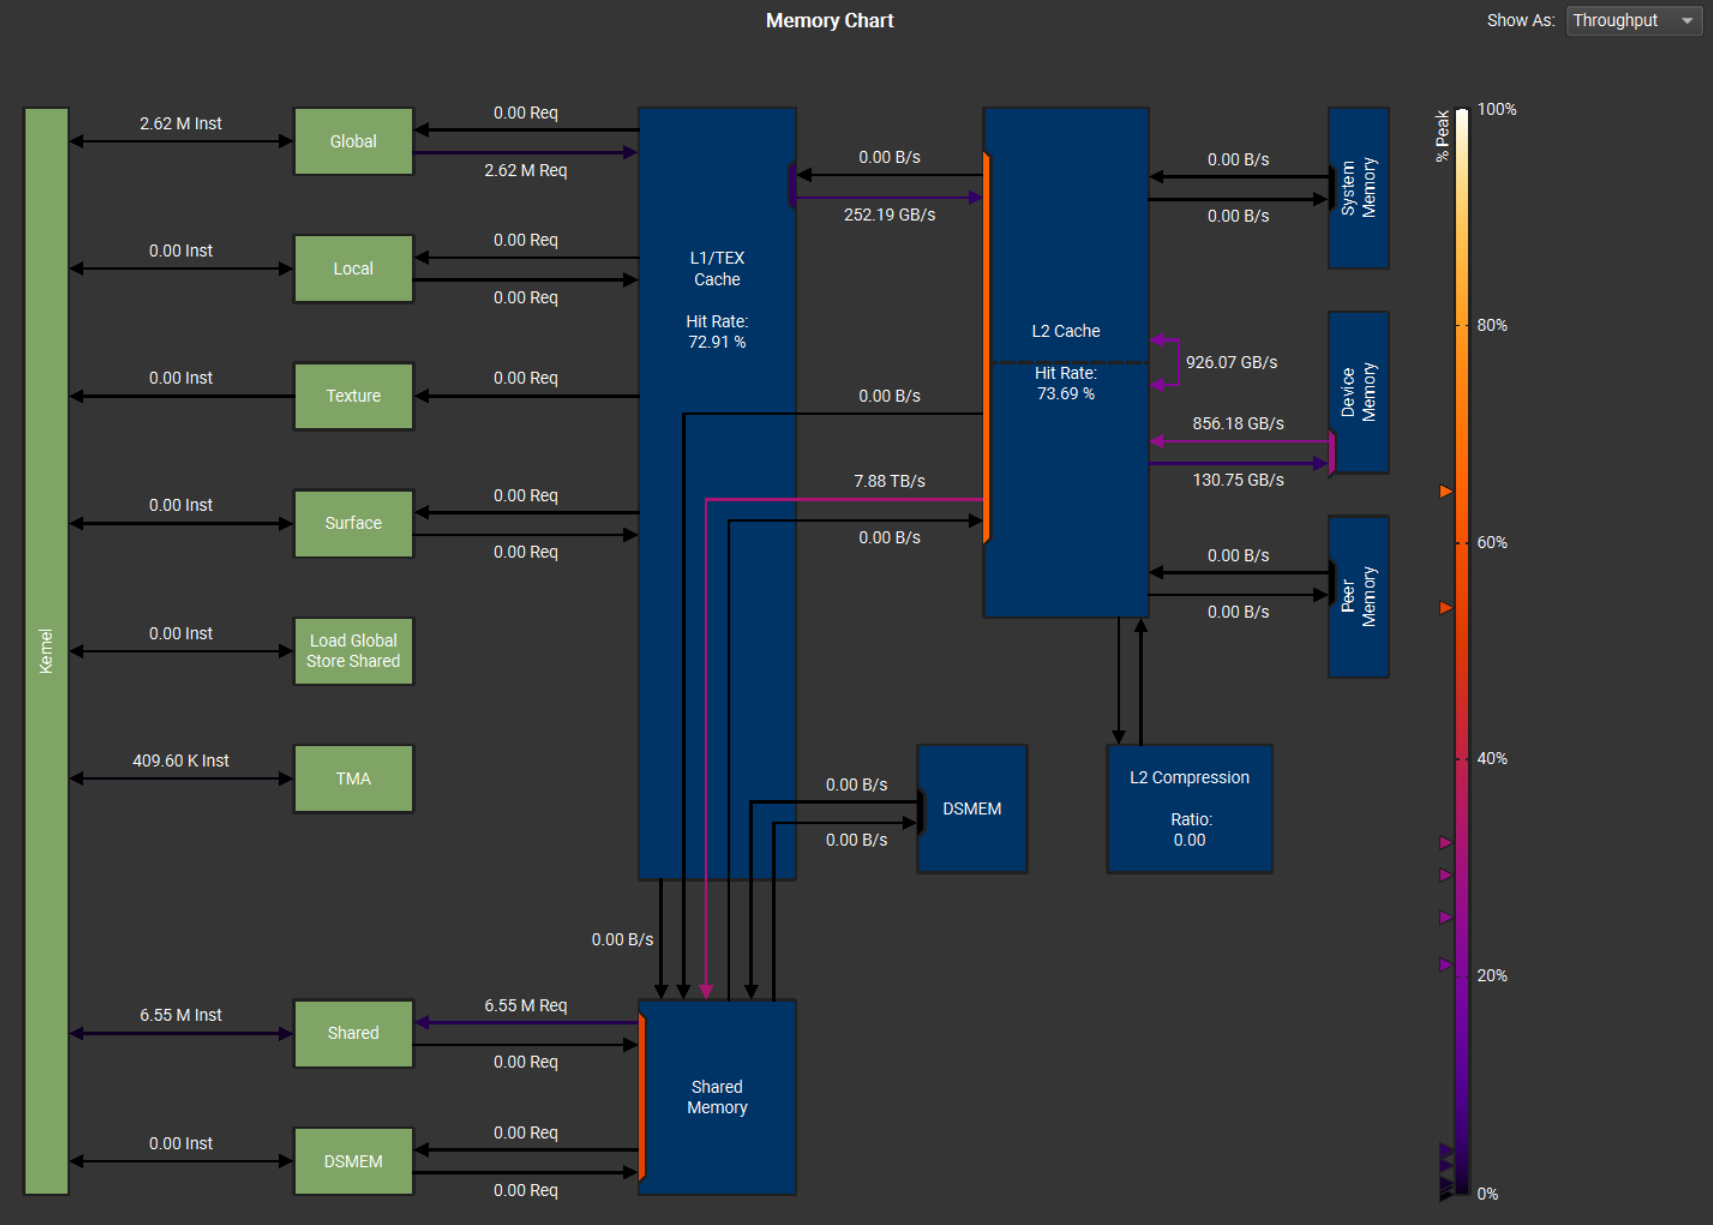 Memory Chart
Show As: Throughput
Kernel
2.62 M Inst
Global
0.00 Req
2.62 M Req
0.00 Inst
Local
0.00 Req
0.00 Req
0.00 Inst
Texture
0.00 Req
0.00 Inst
Surface
0.00 Req
0.00 Req
0.00 Inst
Load Global
Store Shared
409.60 K Inst
TMA
6.55 M Inst
Shared
6.55 M Req
0.00 Req
0.00 Inst
DSMEM
0.00 Req
0.00 Req
L1/TEX
Cache
Hit Rate:
72.91 %
0.00 B/s
252.19 GB/s
0.00 B/s
7.88 TB/s
0.00 B/s
0.00 B/s
0.00 B/s
0.00 B/s
DSMEM
Shared
Memory
L2 Cache
Hit Rate:
73.69 %
0.00 B/s
0.00 B/s
System
Memory
926.07 GB/s
856.18 GB/s
130.75 GB/s
Device
Memory
0.00 B/s
0.00 B/s
Peer
Memory
L2 Compression
Ratio:
0.00
% Peak
100%
80%
60%
40%
20%
0%